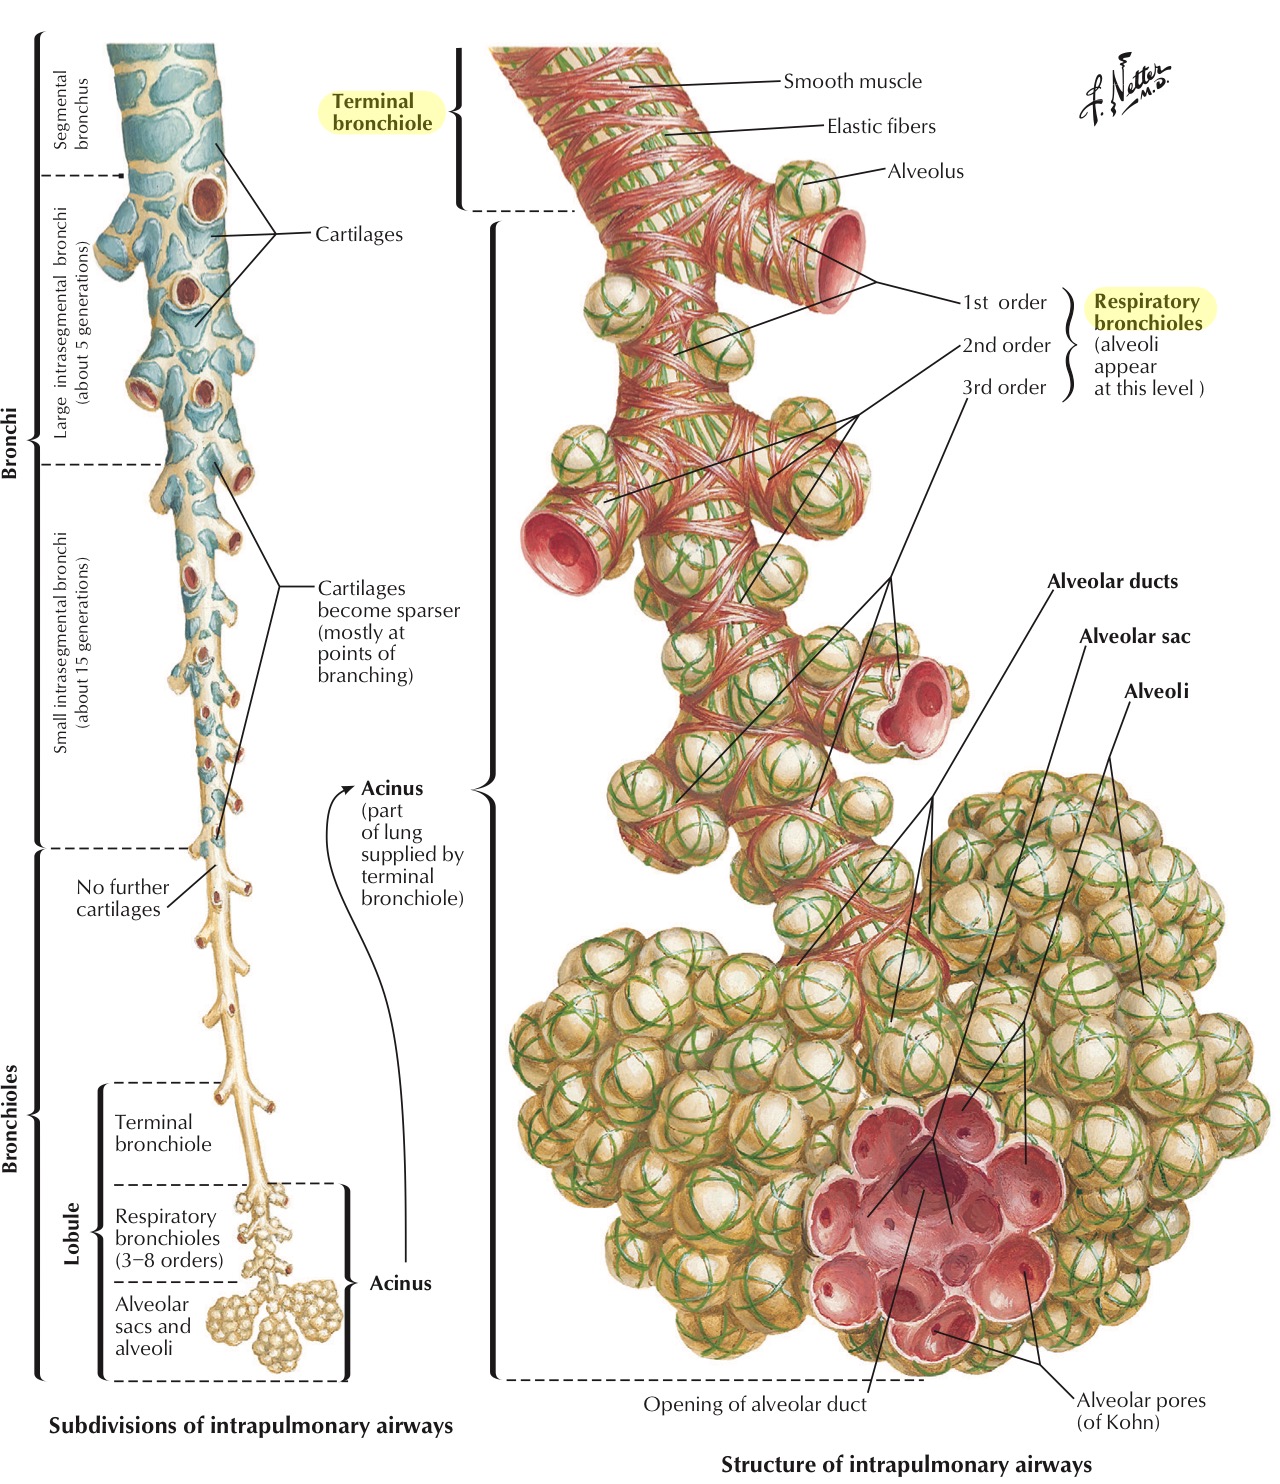 Segmental
bronchus
Large intrasegmental bronchi
(about 5 generations)
Small intrasegmental bronchi
(about 15 generations)
Bronchi
Bronchioles
Cartilages
Cartilages
become sparser
(mostly at
points of
branching)
No further
cartilages
Lobule
Terminal
bronchiole
Respiratory
bronchioles
(3–8 orders)
Alveolar
sacs and
alveoli
Acinus
Acinus
(part
of lung
supplied by
terminal
bronchiole)
Subdivisions of intrapulmonary airways
Terminal
bronchiole
Smooth muscle
Elastic fibers
Alveolus
1st order
2nd order
3rd order
Respiratory
bronchioles
(alveoli
appear
at this level )
Alveolar ducts
Alveolar sac
Alveoli
Opening of alveolar duct
Alveolar pores
(of Kohn)
Structure of intrapulmonary airways
F. Netter
M.D.